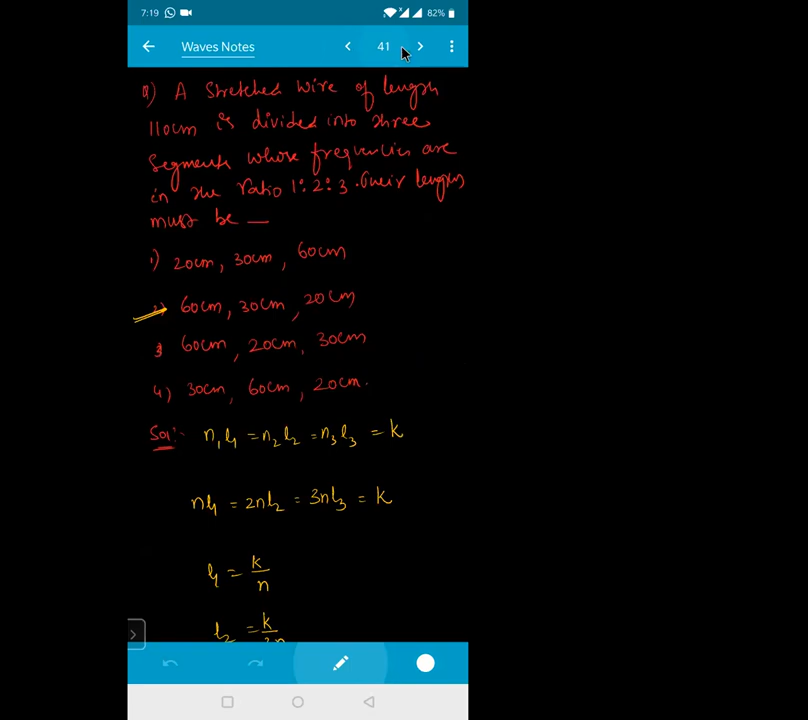 7:19 82%
Waves Notes 41
Q) A Stretched wire of length
110cm is divided into three
segments whose frequencies are
in the ratio 1:2:3. Their lengths
must be —
1) 20cm, 30cm, 60cm
2) 60cm, 30cm, 20cm
3 60cm, 20cm, 30cm
4) 30cm, 60cm, 20cm.
Sol:- n₁l₁ = n₂l₂ = n₃l₃ = k
nl₁ = 2nl₂ = 3nl₃ = k
l₁ = k/n
l₂ = k/2n